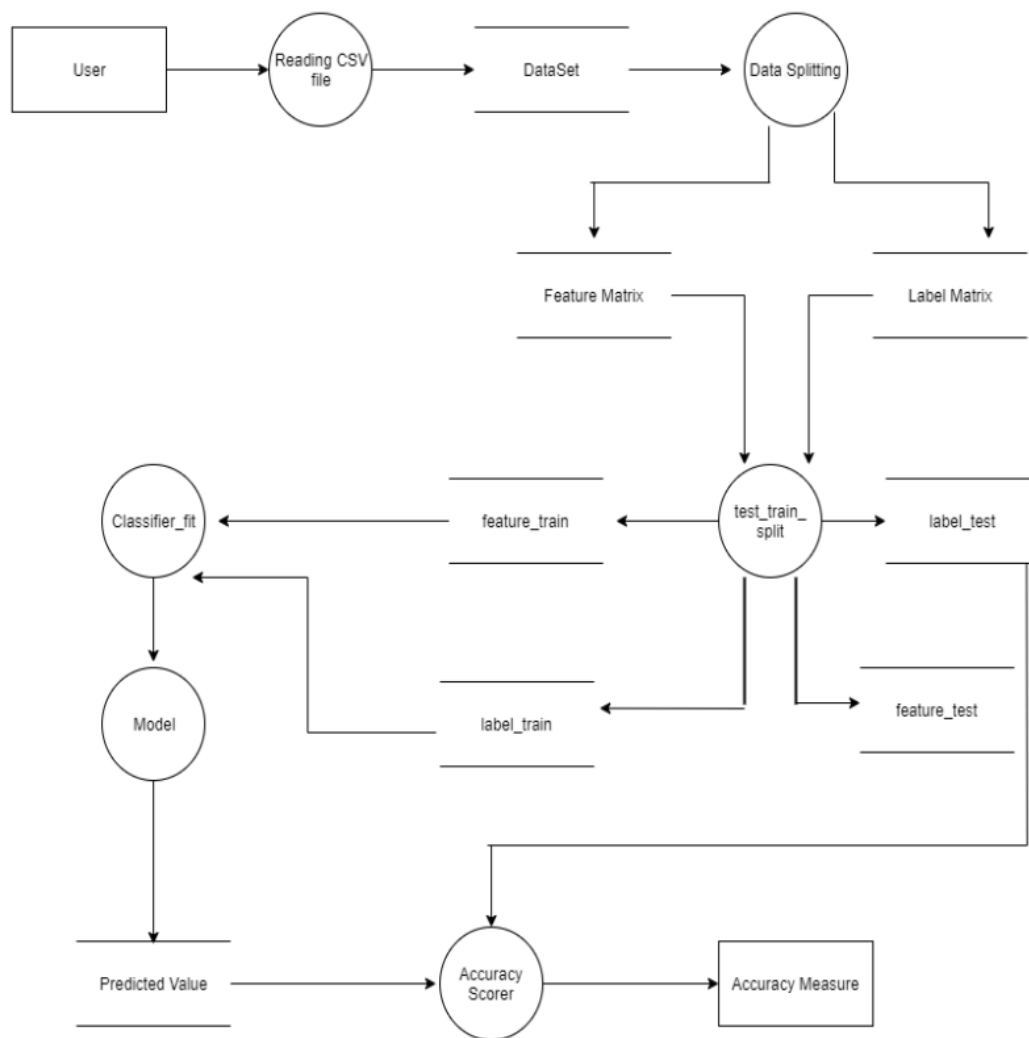 User
Reading CSV
file
DataSet
Data Splitting
Feature Matrix
Label Matrix
Classifier_fit
feature_train
test_train_
split
label_test
Model
label_train
feature_test
Predicted Value
Accuracy
Scorer
Accuracy Measure